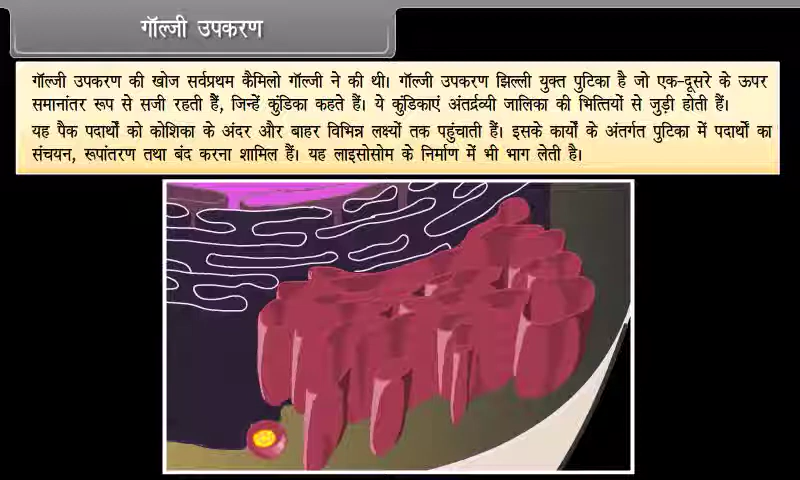 गॉल्जी उपकरण
गॉल्जी उपकरण की खोज सर्वप्रथम कैमिलो गॉल्जी ने की थी। गॉल्जी उपकरण झिल्ली युक्त पुटिका है जो एक-दूसरे के ऊपर
समानांतर रूप से सजी रहती हैं, जिन्हें कुंडिका कहते हैं। ये कुंडिकाएं अंतर्द्रव्यी जालिका की भित्तियों से जुड़ी होती हैं।
यह पैक पदार्थों को कोशिका के अंदर और बाहर विभिन्न लक्ष्यों तक पहुंचाती हैं। इसके कार्यों के अंतर्गत पुटिका में पदार्थों का
संचयन, रूपांतरण तथा बंद करना शामिल हैं। यह लाइसोसोम के निर्माण में भी भाग लेती है।